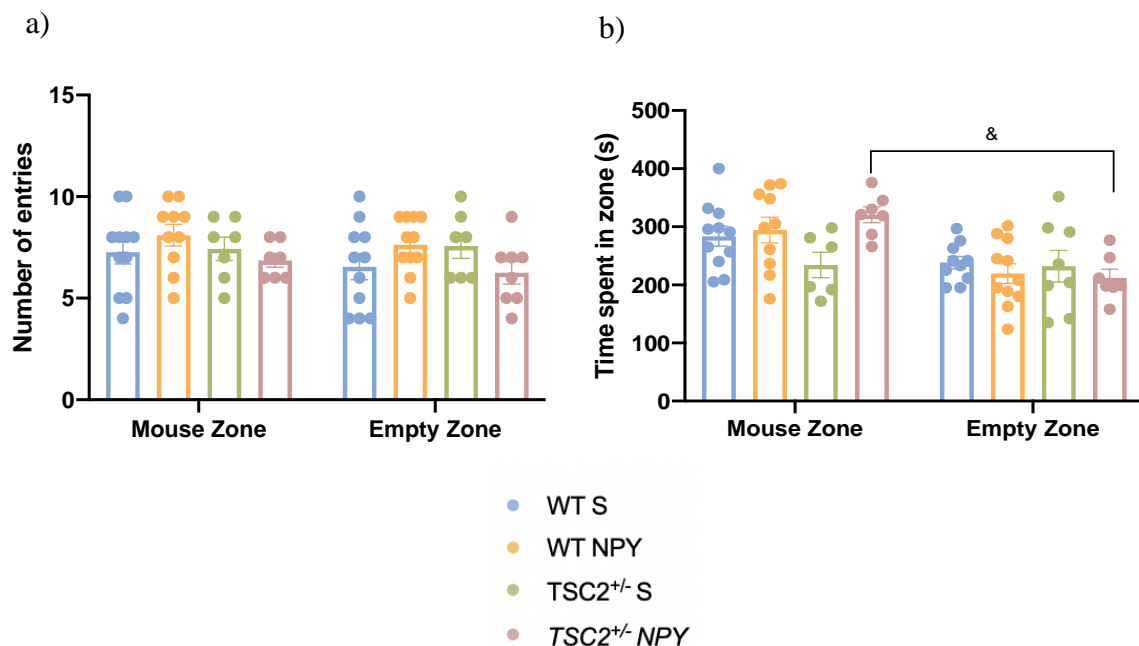 a)
Number of entries
15
10
5
0
Mouse Zone
Empty Zone
b)
Time spent in zone (s)
500
400
300
200
100
0
&
Mouse Zone
Empty Zone
WT S
WT NPY
TSC2+/- S
TSC2+/- NPY